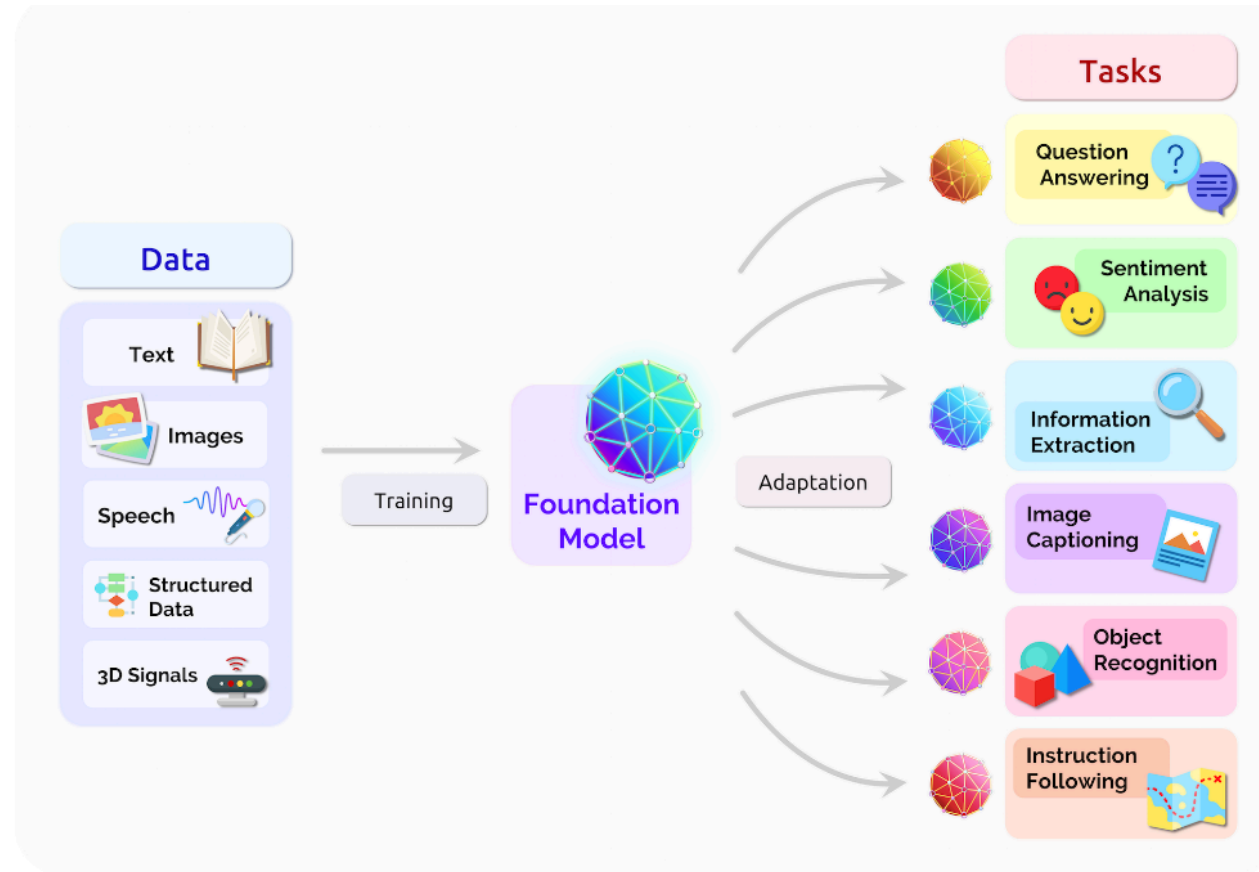 Data
Text
Images
Speech
Structured
Data
3D Signals
Training
Foundation
Model
Adaptation
Tasks
Question
Answering
?
Sentiment
Analysis
Information
Extraction
Image
Captioning
Object
Recognition
Instruction
Following